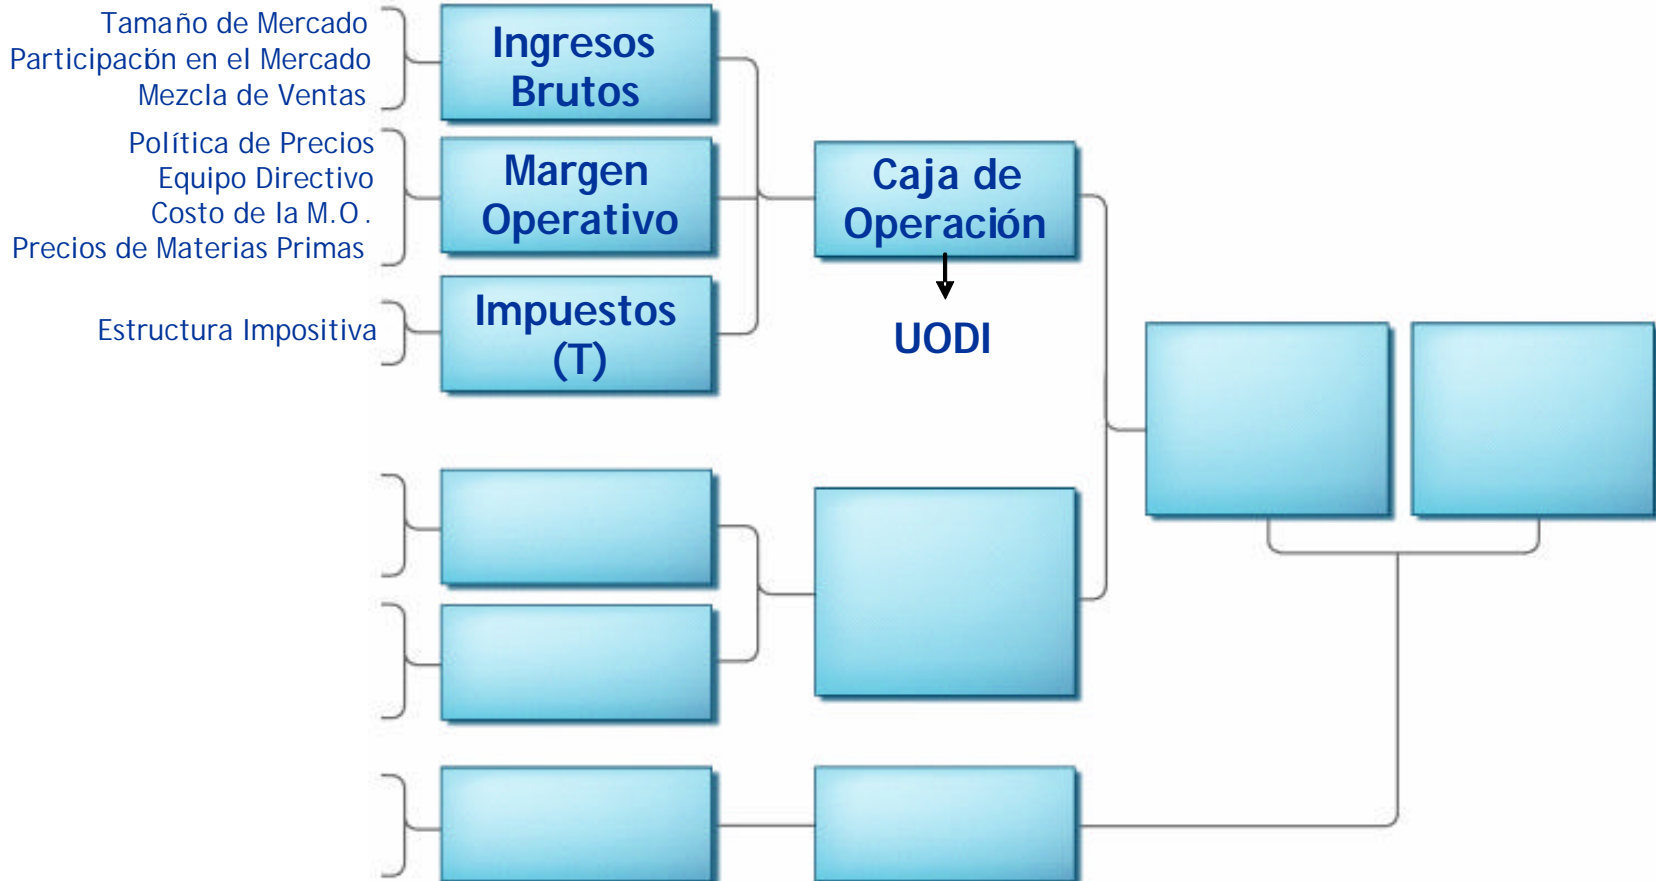 Tamaño de Mercado
Participación en el Mercado
Mezcla de Ventas
Ingresos
Brutos
Política de Precios
Equipo Directivo
Costo de la M.O.
Precios de Materias Primas
Margen
Operativo
Estructura Impositiva
Impuestos
(T)
Caja de
Operación
UODI